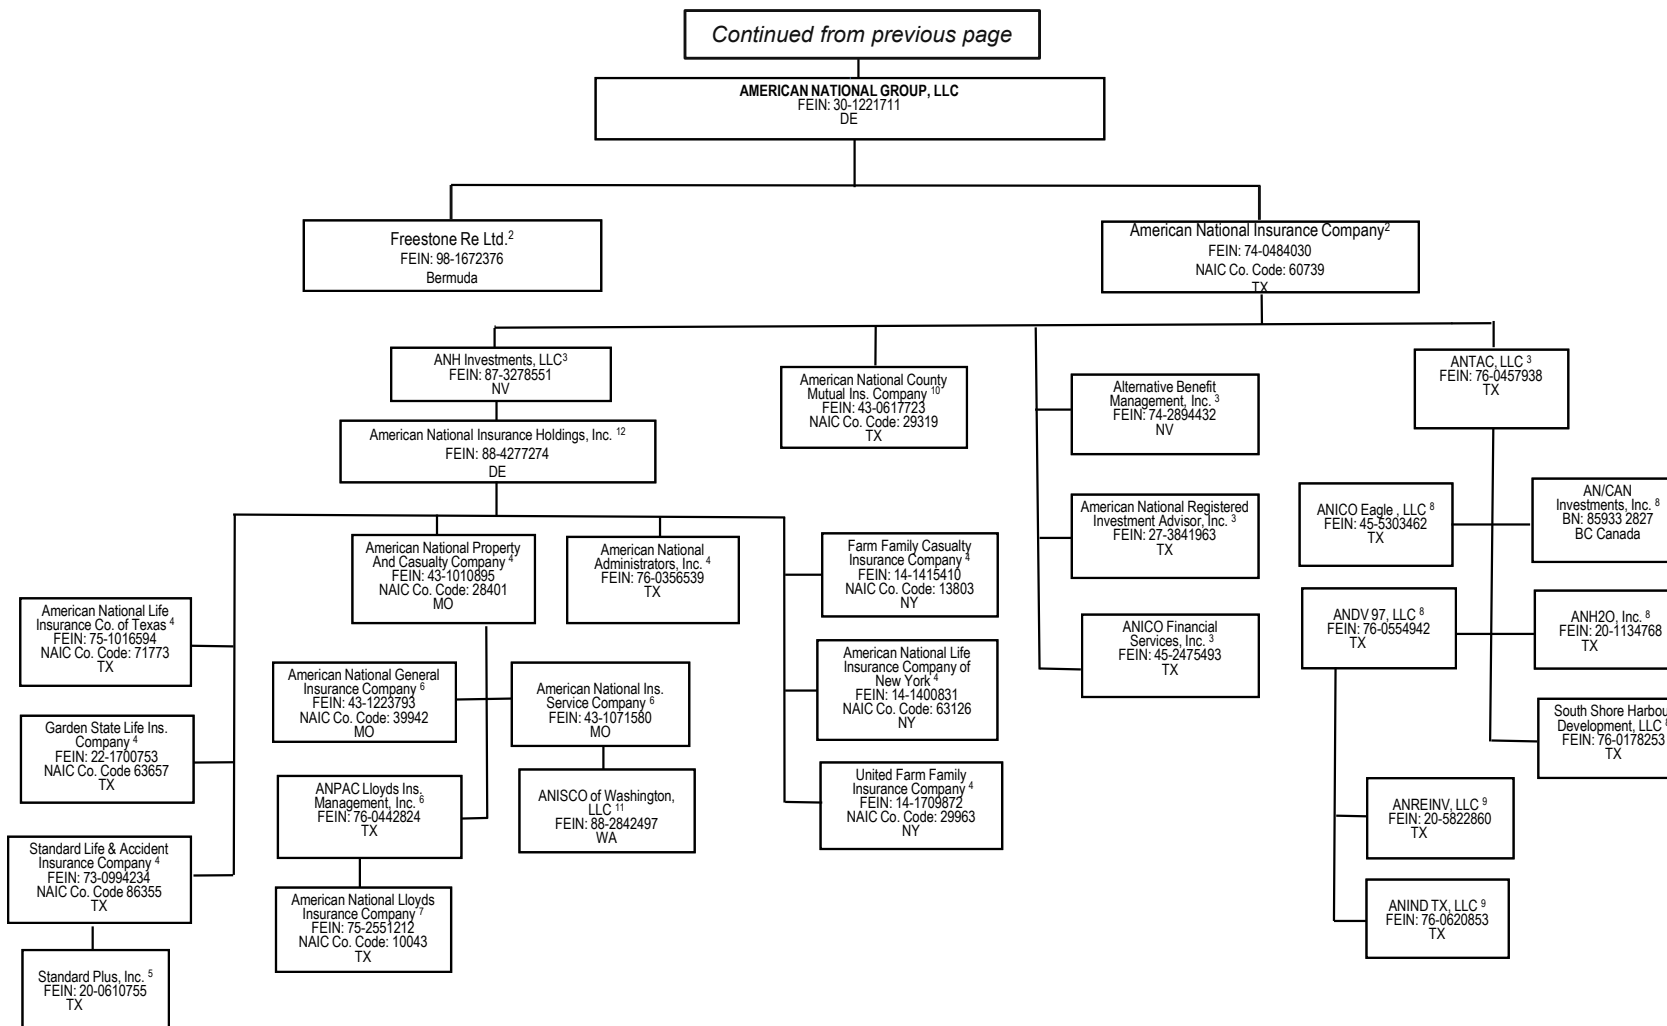 Continued from previous page
AMERICAN NATIONAL GROUP, LLC
FEIN: 30-1221711
DE
Freestone Re Ltd.2
FEIN: 98-1672376
Bermuda
American National Insurance Company2
FEIN: 74-0484030
NAIC Co. Code: 60739
TX
ANH Investments, LLC3
FEIN: 87-3278551
NV
American National Insurance Holdings, Inc. 12
FEIN: 88-4277274
DE
American National County
Mutual Ins. Company 10
FEIN: 43-0617723
NAIC Co. Code: 29319
TX
Alternative Benefit
Management, Inc. 3
FEIN: 74-2894432
NV
American National Registered
Investment Advisor, Inc. 3
FEIN: 27-3841963
TX
ANICO Financial
Services, Inc. 3
FEIN: 45-2475493
TX
ANTAC, LLC 3
FEIN: 76-0457938
TX
ANICO Eagle , LLC 8
FEIN: 45-5303462
TX
AN/CAN
Investments, Inc. 8
BN: 85933 2827
BC Canada
ANDV 97, LLC 8
FEIN: 76-0554942
TX
ANH2O, Inc. 8
FEIN: 20-1134768
TX
South Shore Harbou
Development, LLC
FEIN: 76-0178253
TX
ANREINV, LLC 9
FEIN: 20-5822860
TX
ANIND TX, LLC 9
FEIN: 76-0620853
TX
American National Property
And Casualty Company 4
FEIN: 43-1010895
NAIC Co. Code: 28401
MO
American National
Administrators, Inc. 4
FEIN: 76-0356539
TX
Farm Family Casualty
Insurance Company 4
FEIN: 14-1415410
NAIC Co. Code: 13803
NY
American National Life
Insurance Company of
New York 4
FEIN: 14-1400831
NAIC Co. Code: 63126
NY
United Farm Family
Insurance Company 4
FEIN: 14-1709872
NAIC Co. Code: 29963
NY
American National Life
Insurance Co. of Texas 4
FEIN: 75-1016594
NAIC Co. Code: 71773
TX
Garden State Life Ins.
Company 4
FEIN: 22-1700753
NAIC Co. Code 63657
TX
Standard Life & Accident
Insurance Company 4
FEIN: 73-0994234
NAIC Co. Code 86355
TX
Standard Plus, Inc. 5
FEIN: 20-0610755
TX
American National General
Insurance Company 6
FEIN: 43-1223793
NAIC Co. Code: 39942
MO
American National Ins.
Service Company 6
FEIN: 43-1071580
MO
ANPAC Lloyds Ins.
Management, Inc. 6
FEIN: 76-0442824
TX
ANISCO of Washington,
LLC 11
FEIN: 88-2842497
WA
American National Lloyds
Insurance Company 7
FEIN: 75-2551212
NAIC Co. Code: 10043
TX